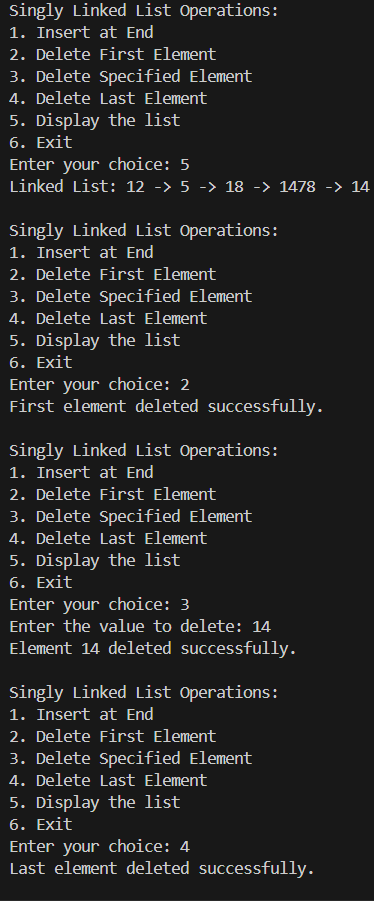 Singly Linked List Operations:
1. Insert at End
2. Delete First Element
3. Delete Specified Element
4. Delete Last Element
5. Display the list
6. Exit
Enter your choice: 5
Linked List: 12 -> 5 -> 18 -> 1478 -> 14
Singly Linked List Operations:
1. Insert at End
2. Delete First Element
3. Delete Specified Element
4. Delete Last Element
5. Display the list
6. Exit
Enter your choice: 2
First element deleted successfully.
Singly Linked List Operations:
1. Insert at End
2. Delete First Element
3. Delete Specified Element
4. Delete Last Element
5. Display the list
6. Exit
Enter your choice: 3
Enter the value to delete: 14
Element 14 deleted successfully.
Singly Linked List Operations:
1. Insert at End
2. Delete First Element
3. Delete Specified Element
4. Delete Last Element
5. Display the list
6. Exit
Enter your choice: 4
Last element deleted successfully.